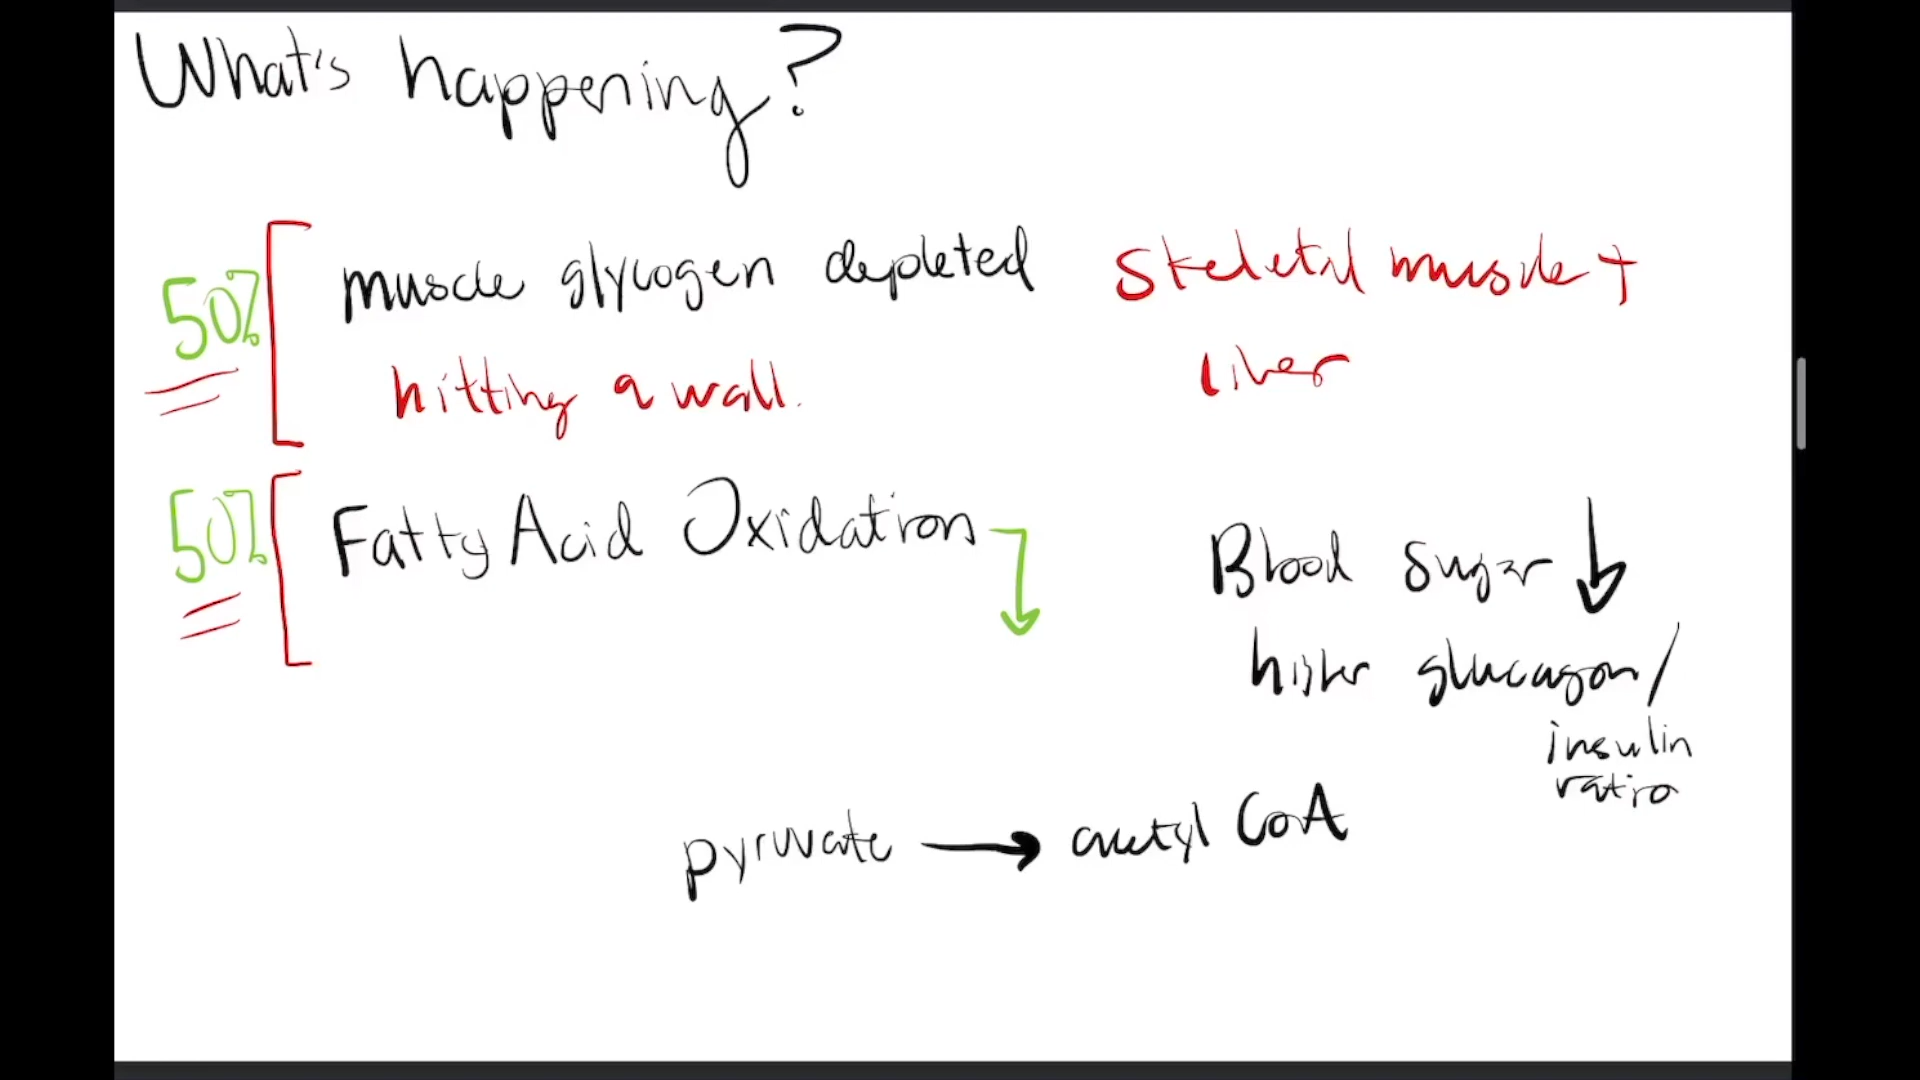 What's happening?
50% muscle glycogen depleted skeletal muscle +
hitting a wall. liver
50% Fatty Acid Oxidation
Blood sugar
higher glucagon/
insulin
ratio
pyruvate → acetyl CoA